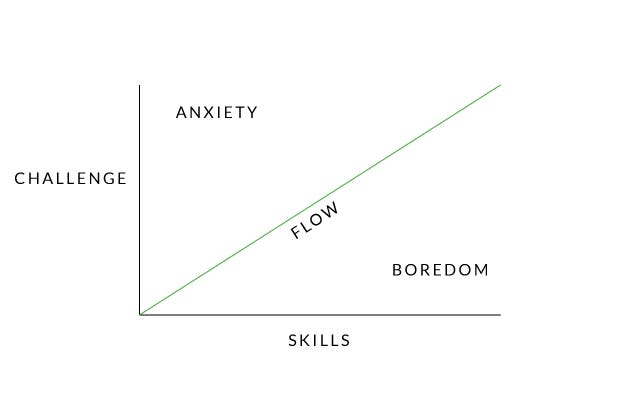 ANXIETY
CHALLENGE
FLOW
BOREDOM
SKILLS